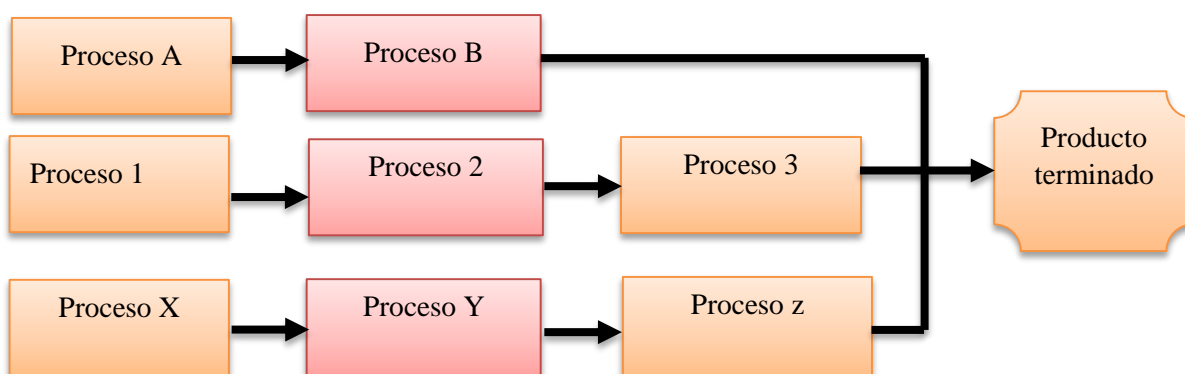 Proceso A
Proceso B
Proceso 1
Proceso 2
Proceso 3
Producto
terminado
Proceso X
Proceso Y
Proceso z